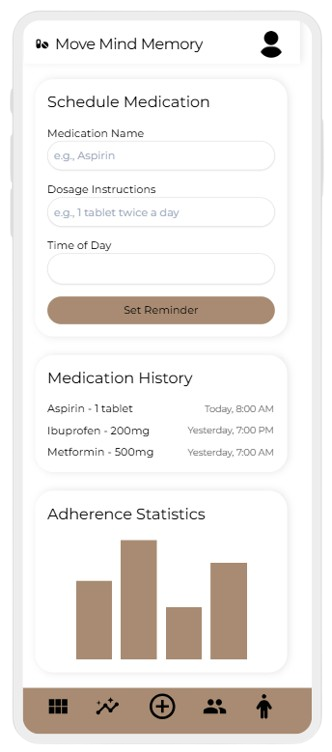 Move Mind Memory
Schedule Medication
Medication Name
e.g., Aspirin
Dosage Instructions
e.g., 1 tablet twice a day
Time of Day
Set Reminder
Medication History
Aspirin - 1 tablet Today, 8:00 AM
Ibuprofen - 200mg Yesterday, 7:00 PM
Metformin - 500mg Yesterday, 7:00 AM
Adherence Statistics